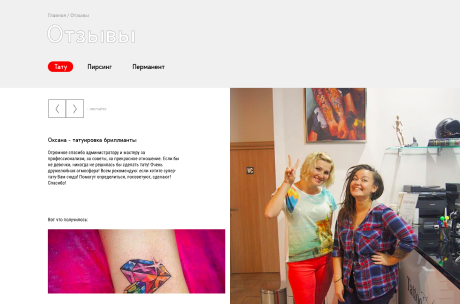 Главная / Отзывы
Отзывы
Тату
Пирсинг
Перманент
Оксана - татуировка бриллианты
Огромное спасибо администратору и мастеру за
профессионализм, за советы, за прекрасное отношение. Если бы
не девочки, никогда не решилась бы сделать тату! Очень
дружелюбная атмосфера! Всем рекомендую: если хотите супер-
тату Вам сюда! Помогут определиться, посоветуют, сделают!
Спасибо!
Вот что получилось: